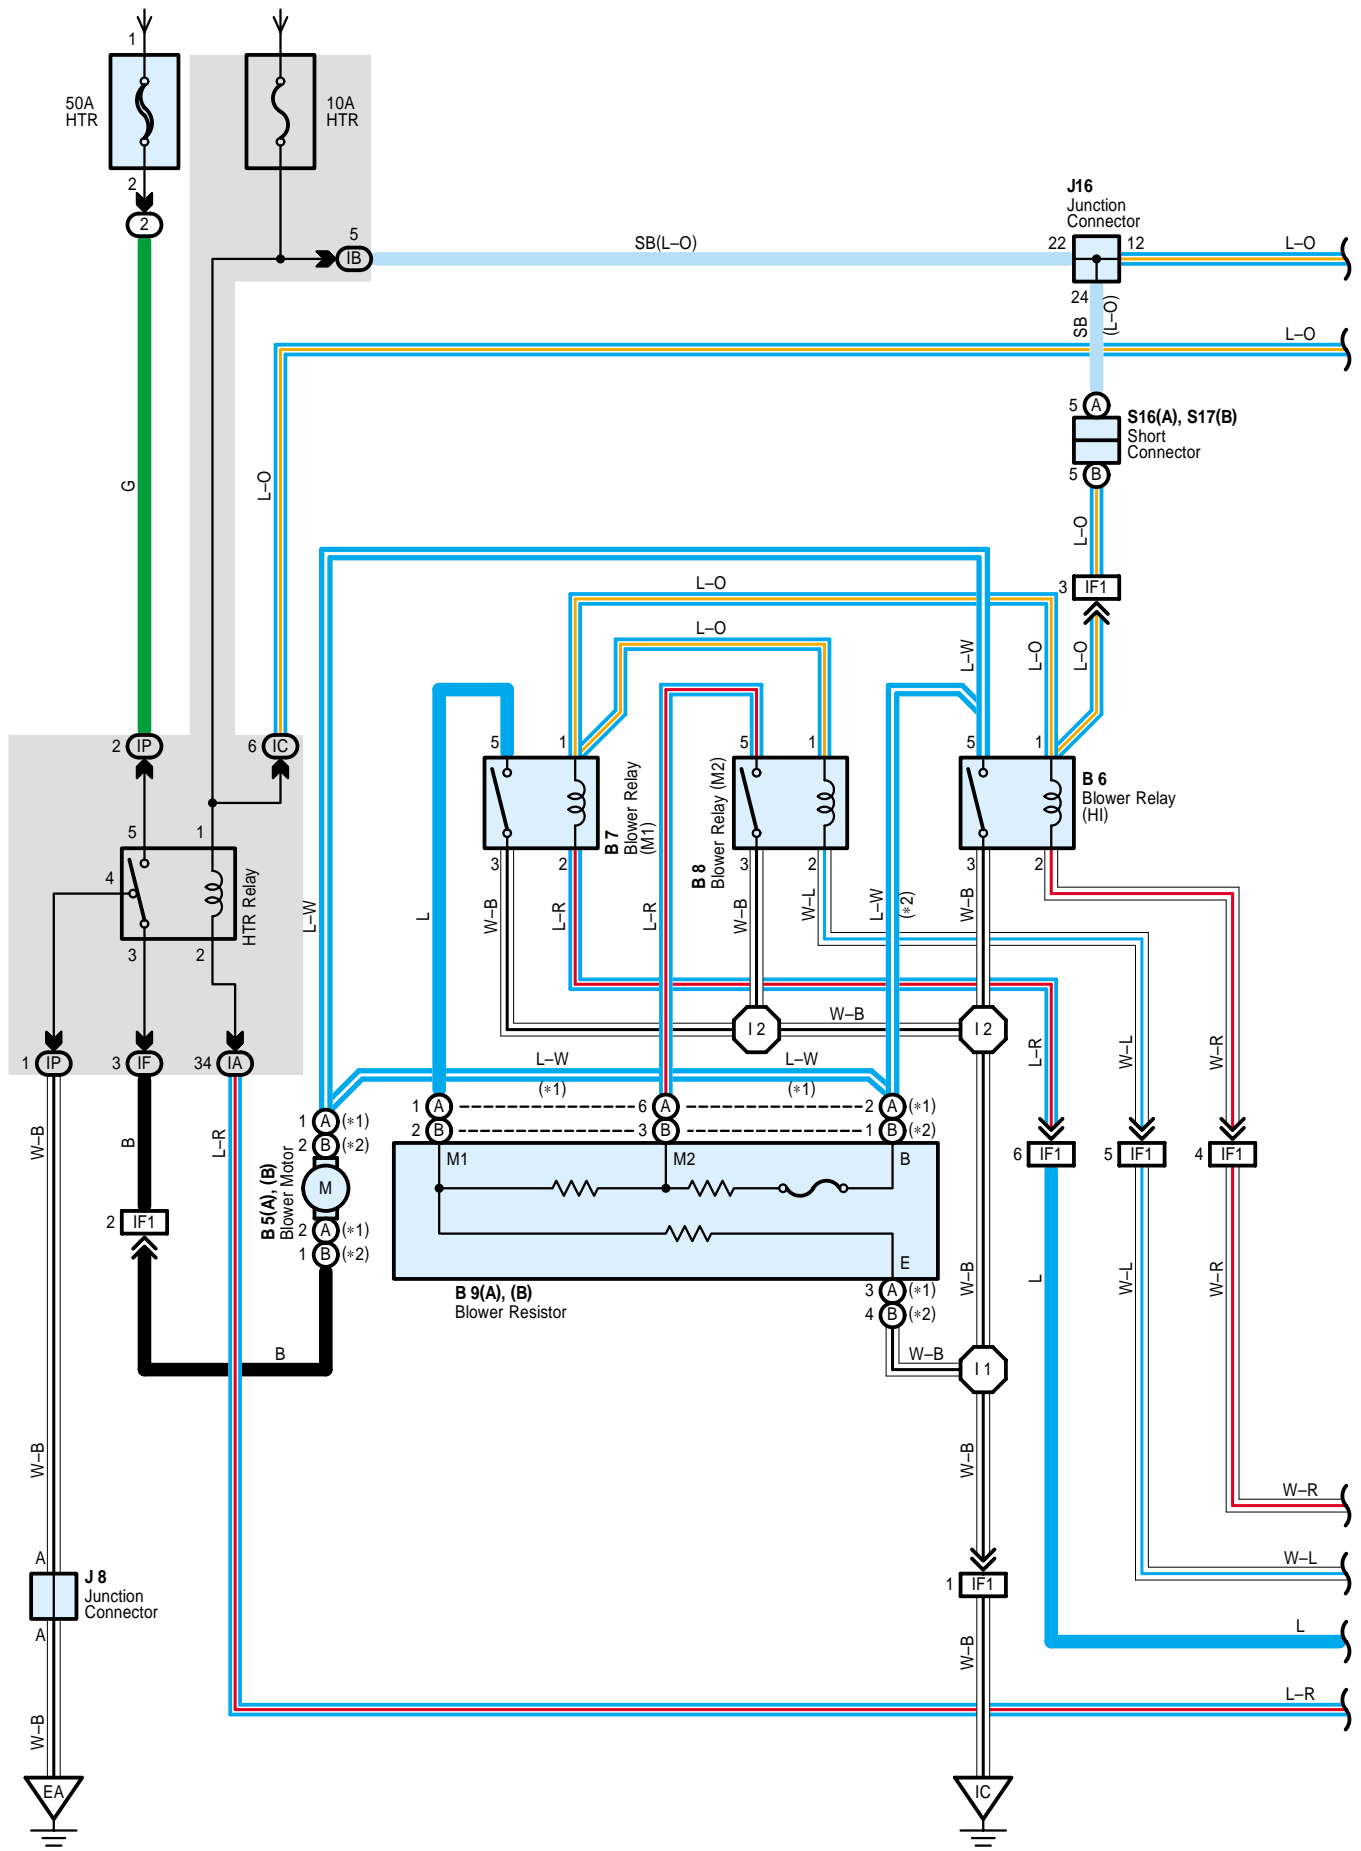 1
50A
HTR
10A
HTR
2
2
5
IB
SB(L–O)
J16
Junction
Connector
22
12
L–O
24
SB
(L–O)
L–O
5
A
S16(A), S17(B)
Short
Connector
5
B
G
L–O
L–O
3
IF1
L–O
L–O
L–W
L–O
L–O
2
IP
6
IC
5
1
5
1
5
1
B 7
Blower Relay
(M1)
B 8
Blower Relay (M2)
B 6
Blower Relay
(HI)
5
1
4
HTR Relay
3
2
3
2
3
2
3
2
L–W
L
W–B
L–R
L–R
W–B
W–L
L–W
(*2)
W–B
I 2
W–B
I 2
L–R
W–L
W–R
1
IP
3
IF
34
IA
L–W
(*1)
L–W
(*1)
W–B
B
L–R
1
A
(*1)
2
B
(*2)
M
2
A
(*1)
1
B
(*2)
B 5(A), (B)
Blower Motor
1
A
6
A
2
A
(*1)
2
B
3
B
1
B
(*2)
M1
M2
B
E
6
IF1
5
IF1
4
IF1
2
IF1
B 9(A), (B)
Blower Resistor
3
A
(*1)
4
B
(*2)
W–B
L
W–L
W–R
B
W–B
I 1
W–B
W–B
W–R
A
J 8
Junction
Connector
A
1
IF1
W–L
W–B
L
L–R
W–B
EA
IC